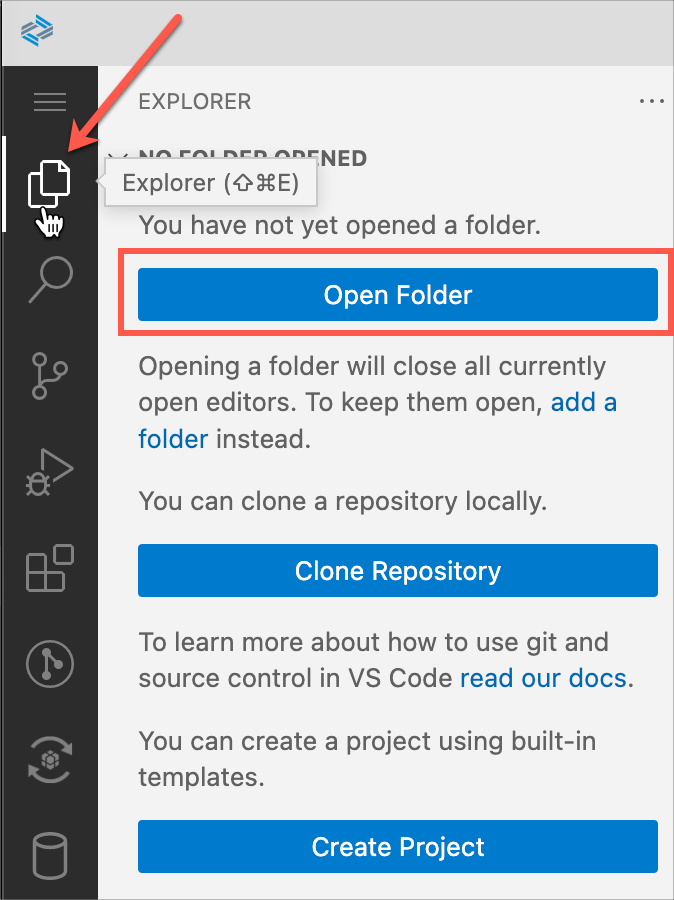 EXPLORER
NO FOLDER OPENED
Explorer (⇧⌘E)
You have not yet opened a folder.
Open Folder
Opening a folder will close all currently
open editors. To keep them open, add a
folder instead.
You can clone a repository locally.
Clone Repository
To learn more about how to use git and
source control in VS Code read our docs.
You can create a project using built-in
templates.
Create Project